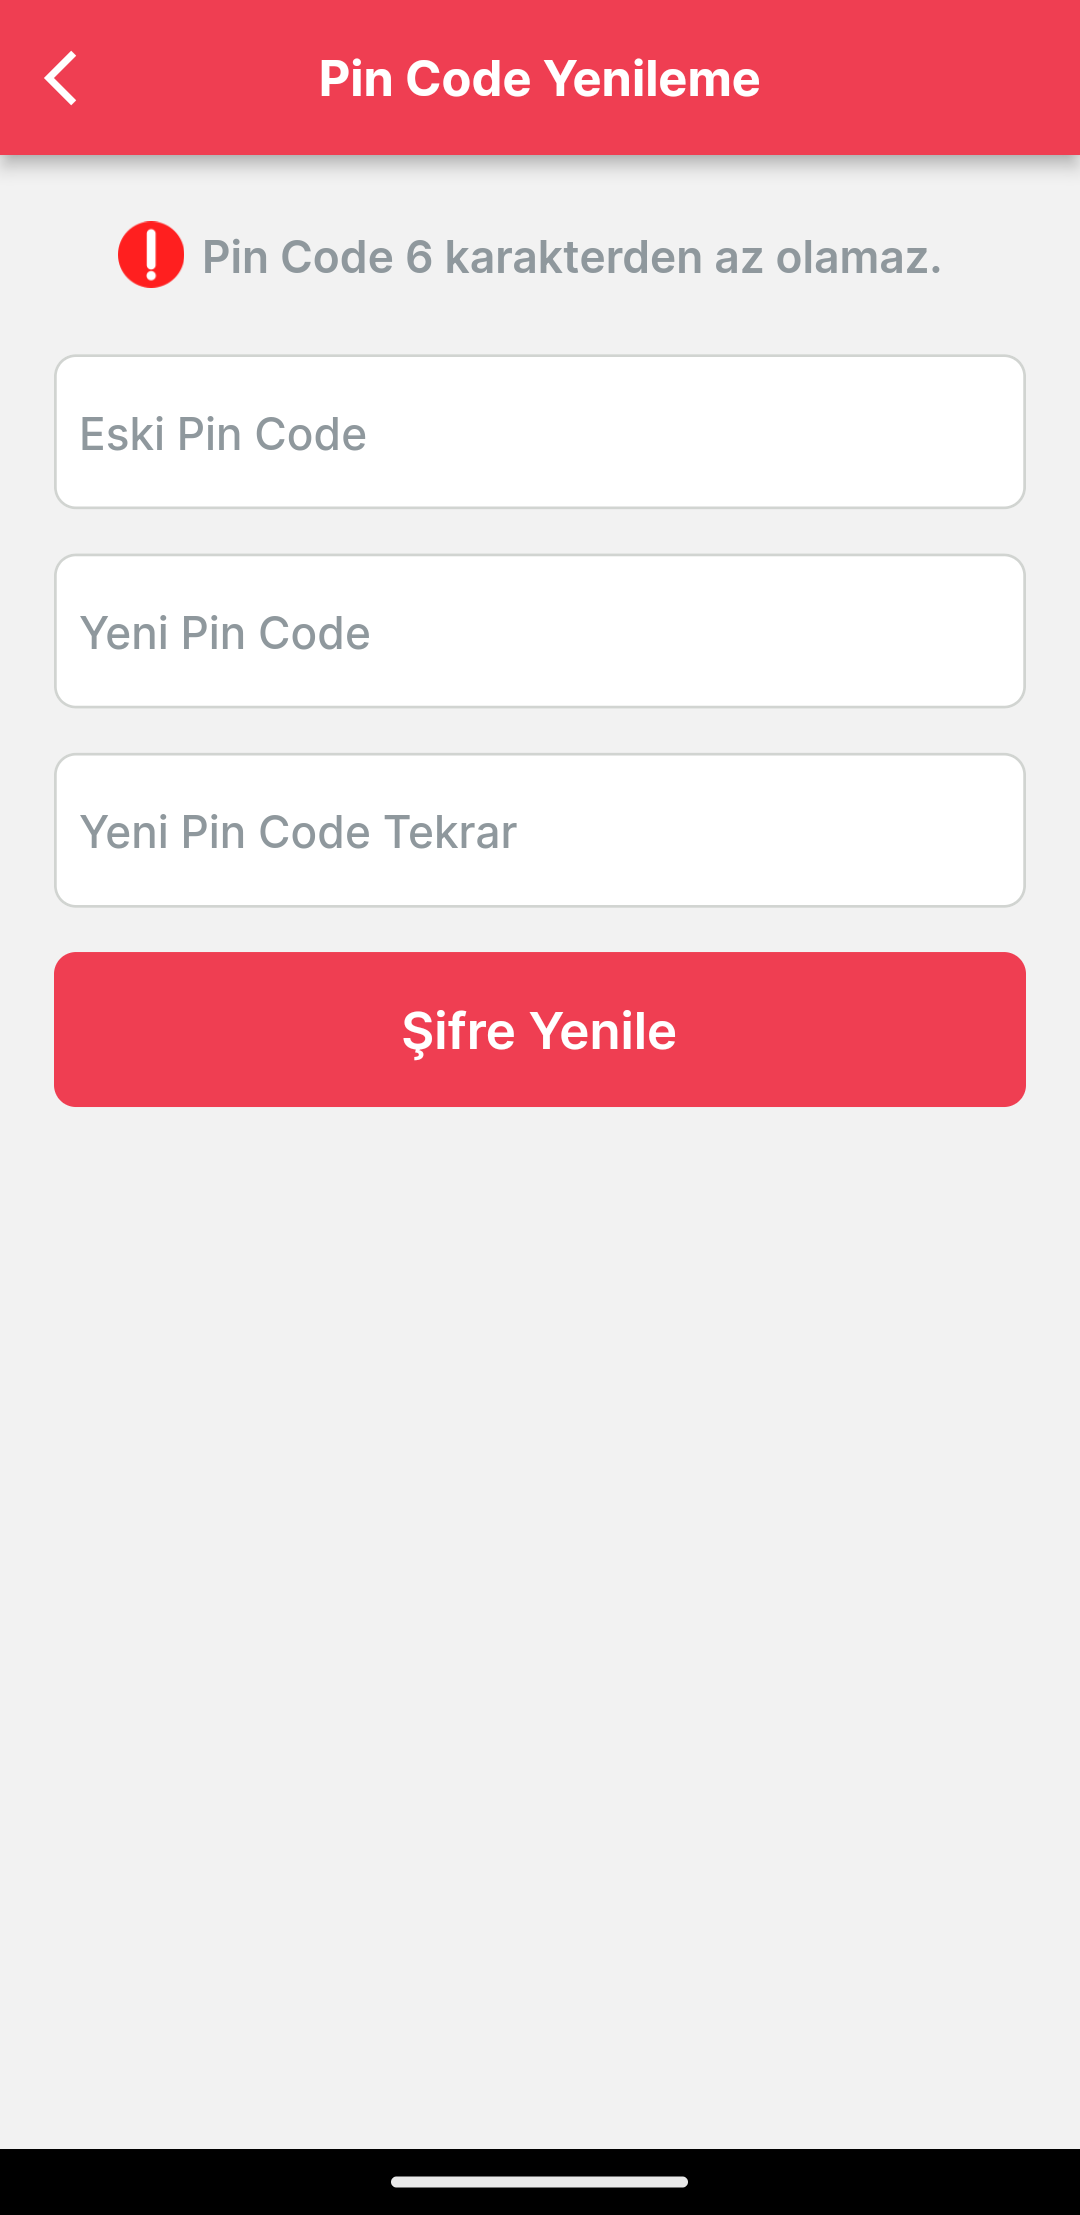 Pin Code Yenileme
Pin Code 6 karakterden az olamaz.
Eski Pin Code
Yeni Pin Code
Yeni Pin Code Tekrar
Şifre Yenile